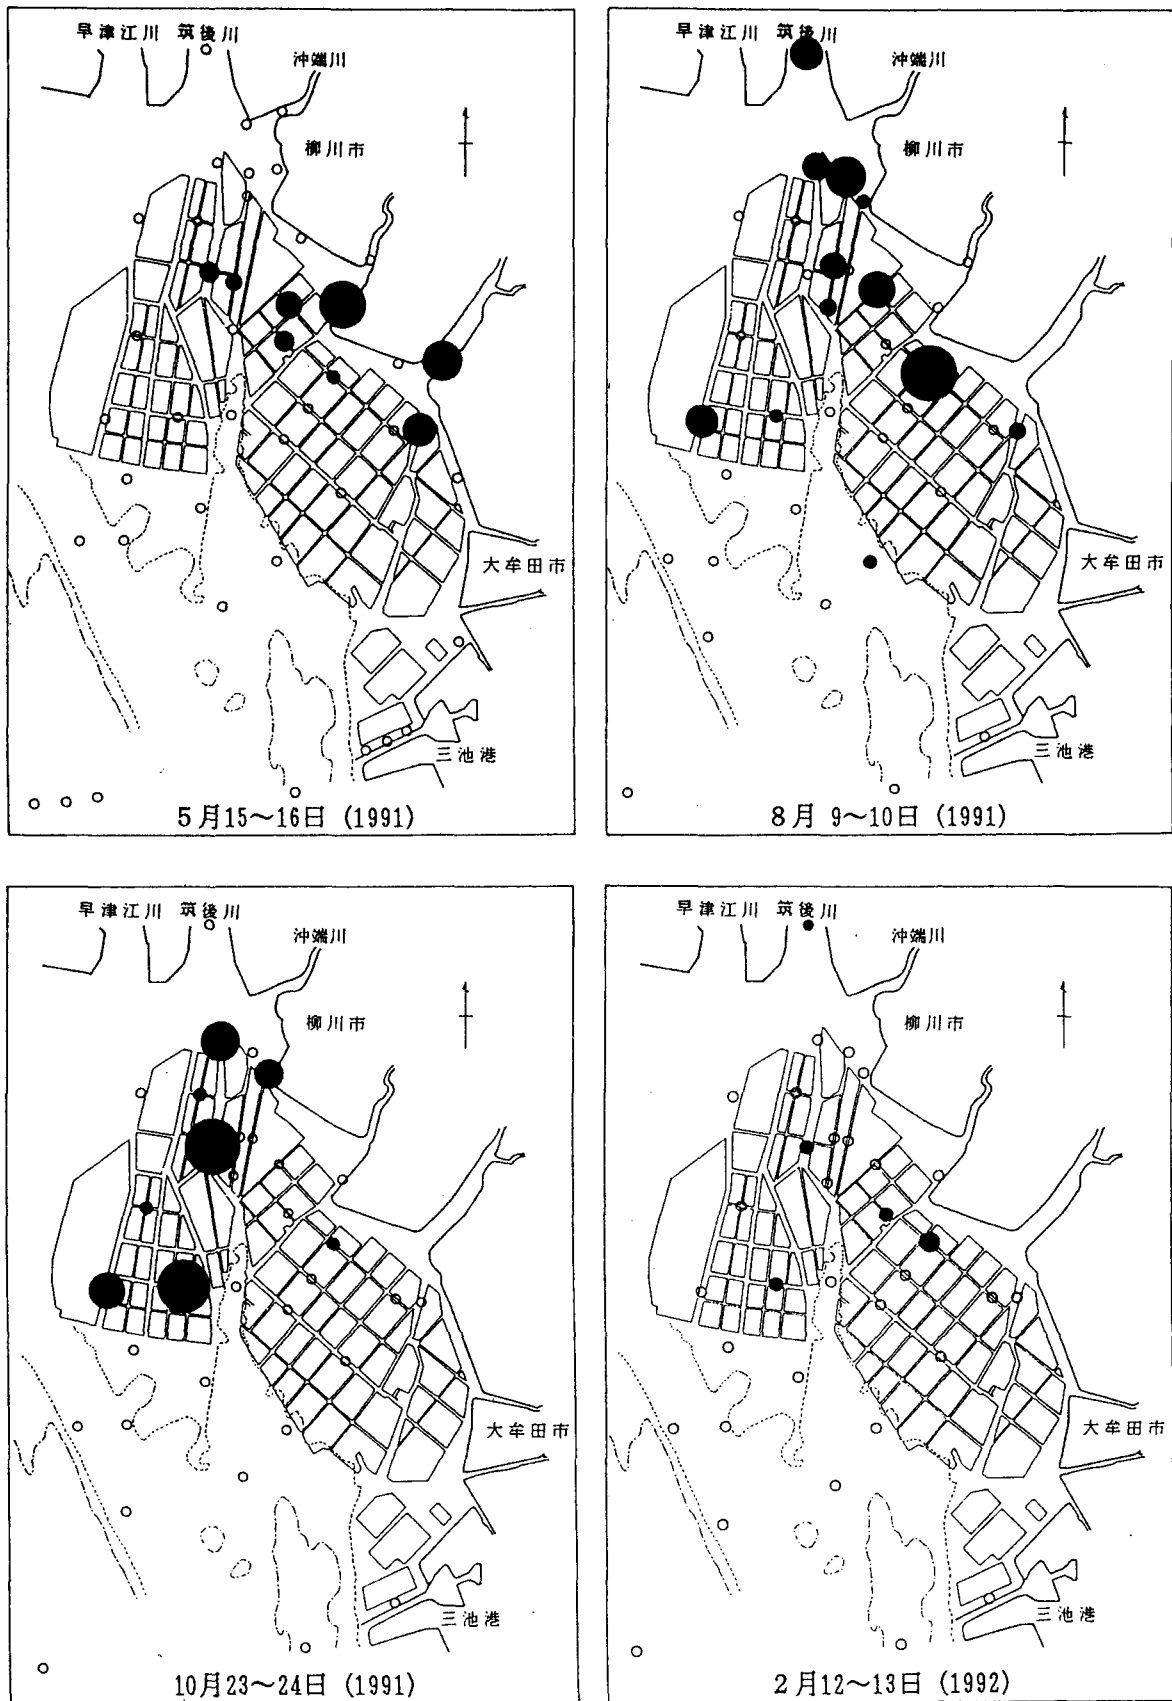 早津江川 筑後川
沖端川
柳川市
大牟田市
三池港
5月15～16日 (1991)
早津江川 筑後川
沖端川
柳川市
大牟田市
三池港
8月 9～10日 (1991)
早津江川 筑後川
沖端川
柳川市
大牟田市
三池港
10月23～24日 (1991)
早津江川 筑後川
沖端川
柳川市
大牟田市
三池港
2月12～13日 (1992)